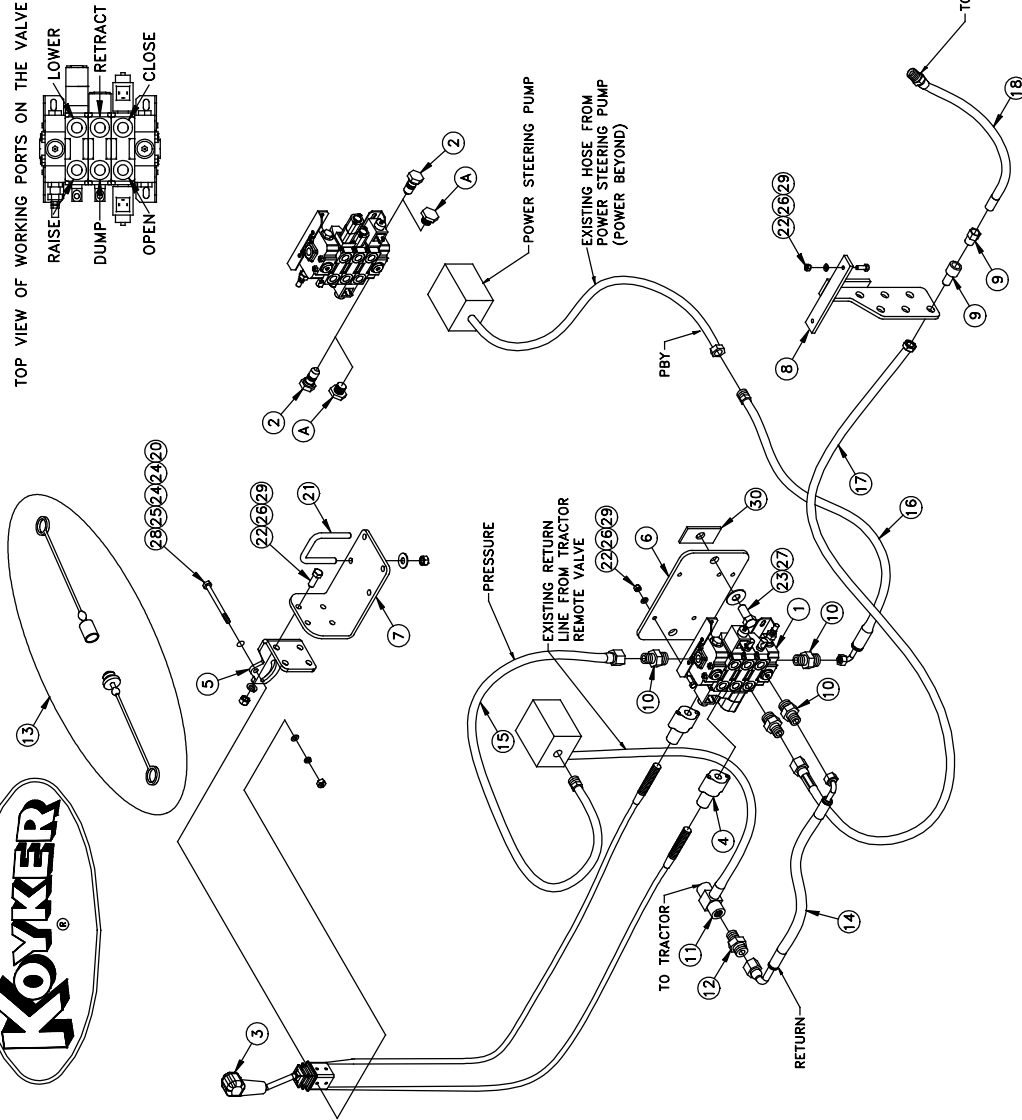 TOP VIEW OF WORKING PORTS ON THE VALVE
RAISE
LOWER
DUMP
RETRACT
OPEN
CLOSE
2
A
2
A
POWER STEERING PUMP
EXISTING HOSE FROM
POWER STEERING PUMP
(POWER BEYOND)
PBY
TO
18
22 26 29
9
9
8
17
16
28 25 24 24 20
22 26 29
21
7
5
13
KOYKER
®
PRESSURE
EXISTING RETURN
LINE FROM TRACTOR
REMOTE VALVE
22 26 29
6
30
23 27
1
10
10
10
15
4
TO TRACTOR
11
12
14
RETURN
3